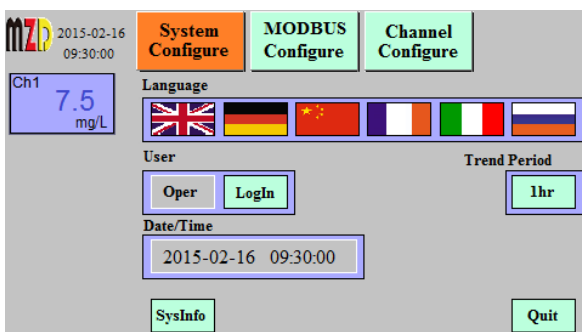 MZD 2015-02-16
09:30:00
System Configure
MODBUS Configure
Channel Configure
Ch1
7.5
mg/L
Language
User
Trend Period
Oper LogIn
1hr
Date/Time
2015-02-16 09:30:00
SysInfo
Quit